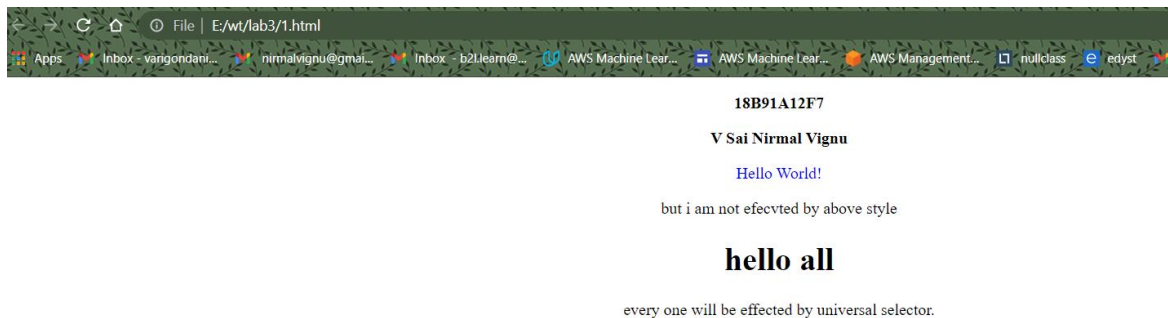 File | E:/wt/lab3/1.html
Apps Inbox - varigondani... nirmalvignu@gmai... Inbox - b2l.learn@... AWS Machine Lear... AWS Machine Lear... AWS Management... nullclass edyst
18B91A12F7
V Sai Nirmal Vignu
Hello World!
but i am not efecvted by above style
hello all
every one will be effected by universal selector.